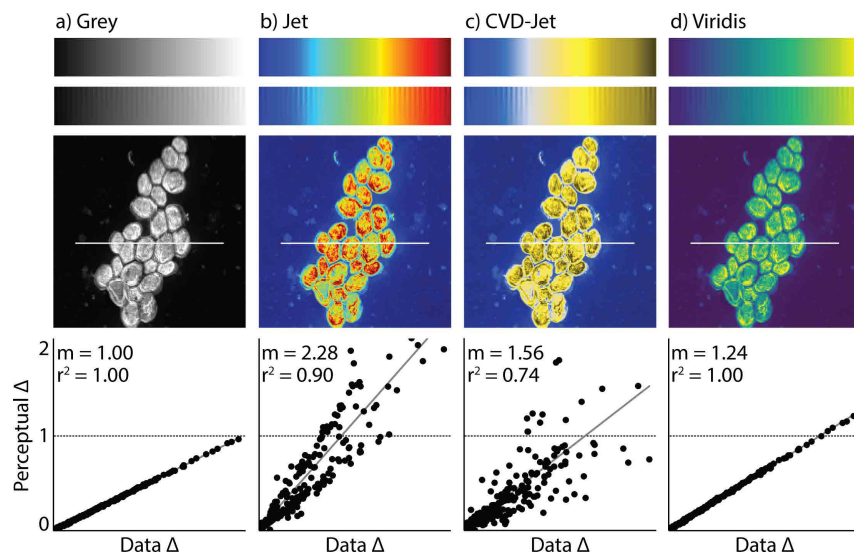 a) Grey
b) Jet
c) CVD-Jet
d) Viridis
2
m = 1.00
r² = 1.00
m = 2.28
r² = 0.90
m = 1.56
r² = 0.74
m = 1.24
r² = 1.00
Perceptual Δ
1
0
Data Δ
Data Δ
Data Δ
Data Δ